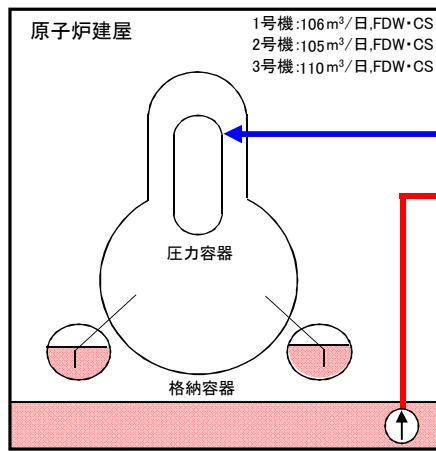 原子炉建屋
1号機:106m³/日,FDW・CS
2号機:105m³/日,FDW・CS
3号機:110m³/日,FDW・CS
圧力容器
格納容器